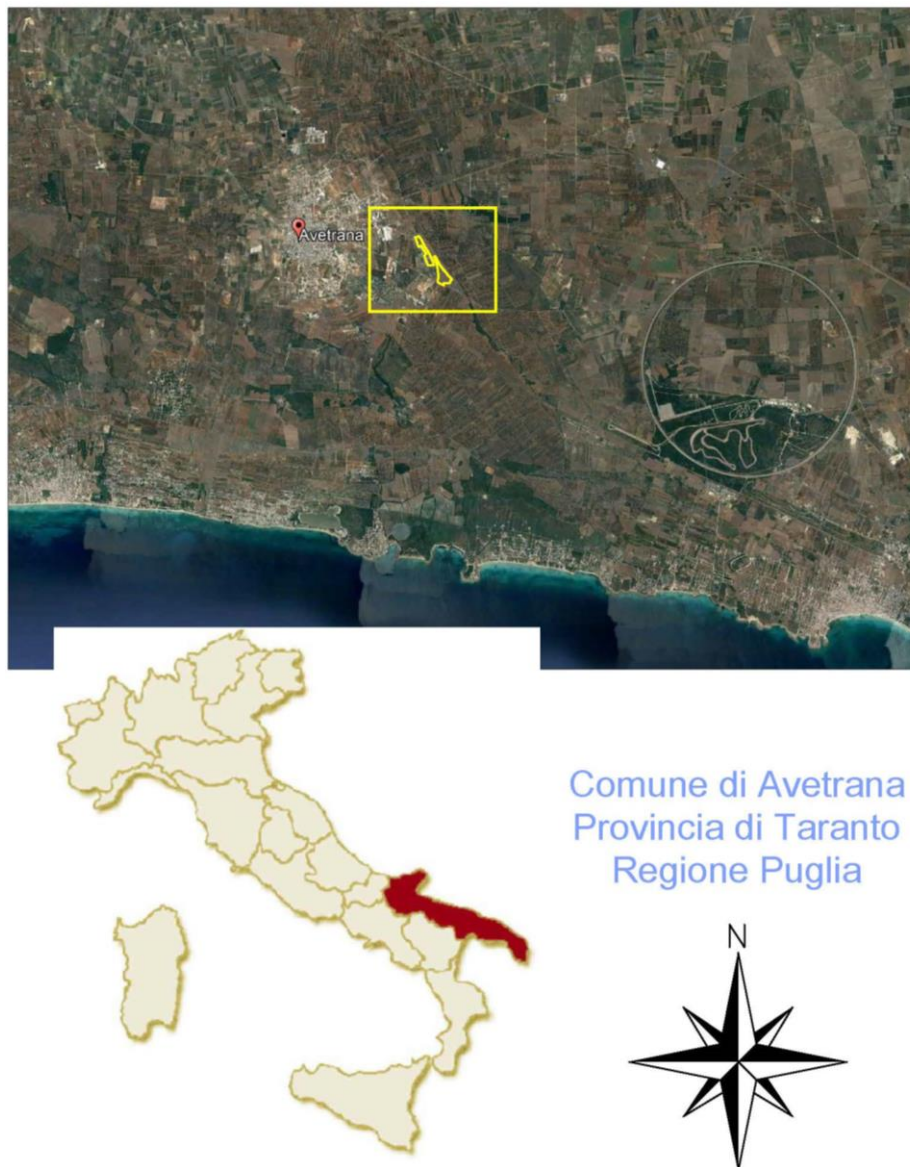 Avetrana
Comune di Avetrana
Provincia di Taranto
Regione Puglia
N